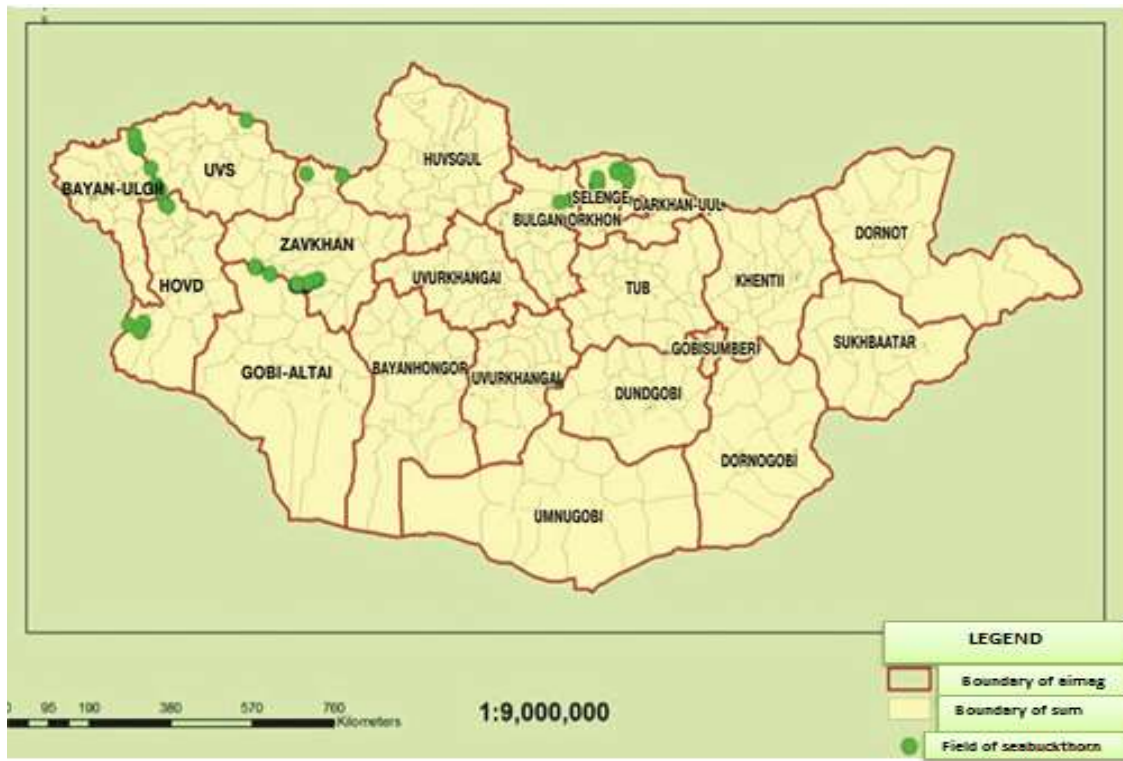 HUVSGUL
UVS
BAYAN-ULGII
SELENGE
DARKHAN-UUL
BULGAN
ORKHON
DORNOT
ZAVKHAN
UVURKHANGAI
KHENTII
HOVD
TUB
SUKHBAATAR
GOBISUMBERI
GOBI-ALTAI
BAYANHONGOR
UVURKHANGAI
DUNDGOBI
DORNOGOBI
UMNUGOBI
LEGEND
Boundary of aimag
Boundary of sum
Field of seabuckthorn
0 95 190 380 570 760
Kilometers
1:9,000,000